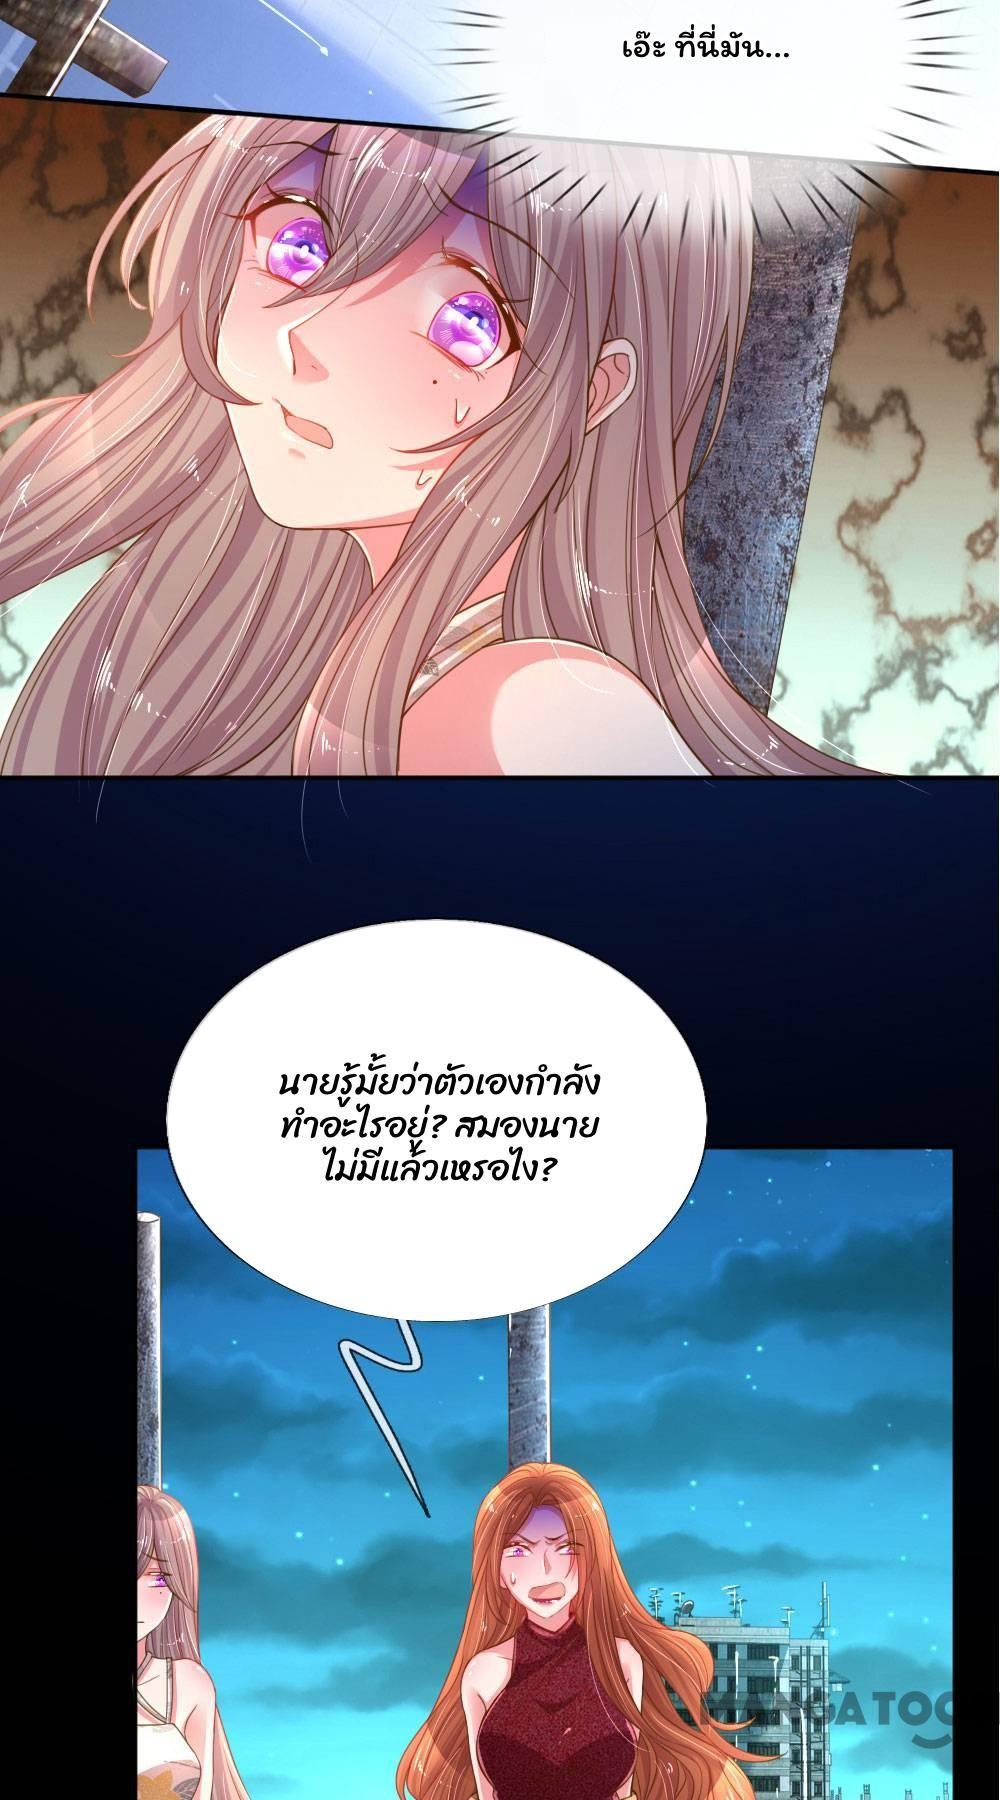 เอ๊ะ ที่นี่มัน...
นายรู้มั้ยว่าตัวเองกำลัง
ทำอะไรอยู่? สมองนาย
ไม่มีแล้วเหรอไง?
MANGATOON